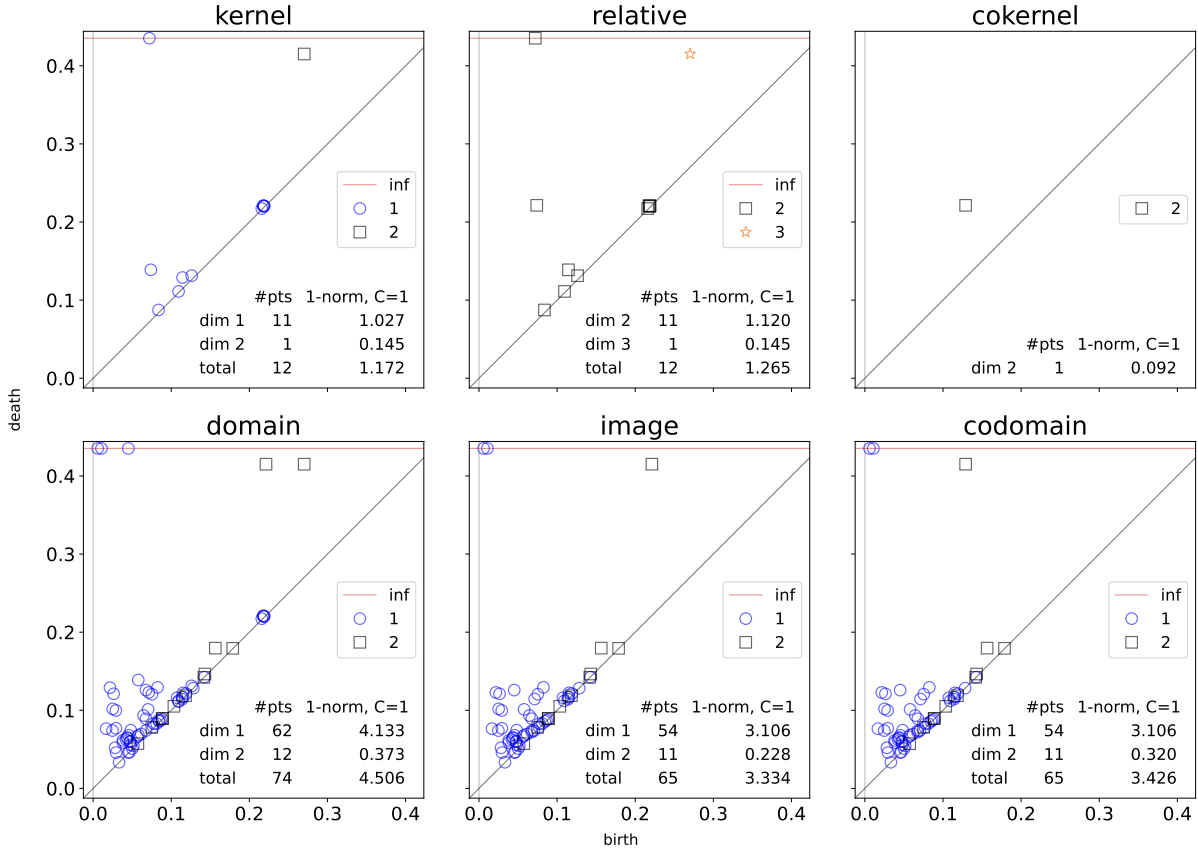 kernel relative cokernel
0.4
0.3
0.2
0.1
0.0
inf
1
2
#pts 1-norm, C=1
dim 1 11 1.027
dim 2 1 0.145
total 12 1.172
inf
2
3
#pts 1-norm, C=1
dim 2 11 1.120
dim 3 1 0.145
total 12 1.265
2
#pts 1-norm, C=1
dim 2 1 0.092
death
domain image codomain
0.4
0.3
0.2
0.1
0.0
inf
1
2
#pts 1-norm, C=1
dim 1 62 4.133
dim 2 12 0.373
total 74 4.506
0.0 0.1 0.2 0.3 0.4
inf
1
2
#pts 1-norm, C=1
dim 1 54 3.106
dim 2 11 0.228
total 65 3.334
0.0 0.1 0.2 0.3 0.4
inf
1
2
#pts 1-norm, C=1
dim 1 54 3.106
dim 2 11 0.320
total 65 3.426
0.0 0.1 0.2 0.3 0.4
birth